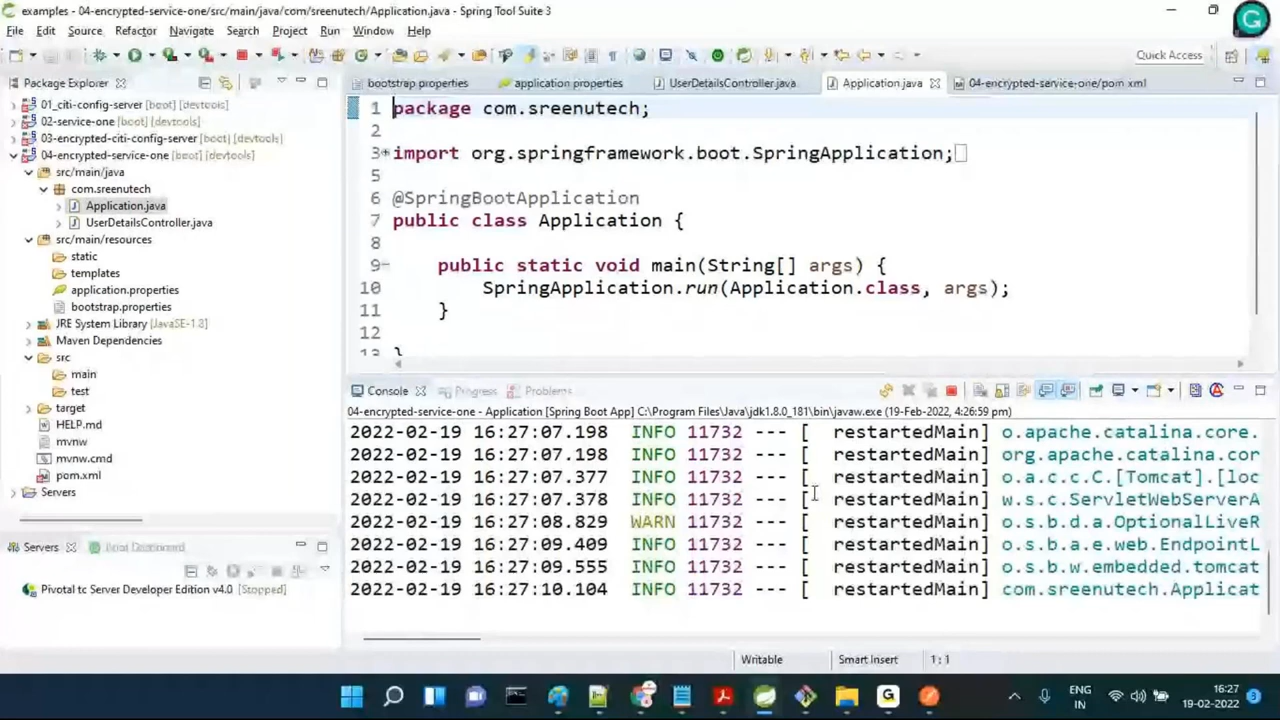 examples - 04-encrypted-service-one/src/main/java/com/sreenutech/Application.java - Spring Tool Suite 3
File Edit Source Refactor Navigate Search Project Run Window Help
Quick Access
Package Explorer
01_citi-config-server [boot] [devtools]
02-service-one [boot] [devtools]
03-encrypted-citi-config-server [boot] [devtools]
04-encrypted-service-one [boot] [devtools]
src/main/java
com.sreenutech
Application.java
UserDetailsController.java
src/main/resources
static
templates
application.properties
bootstrap.properties
JRE System Library [JavaSE-1.8]
Maven Dependencies
src
main
test
target
HELP.md
mvnw
mvnw.cmd
pom.xml
Servers
Servers Boot Dashboard
Pivotal tc Server Developer Edition v4.0 [Stopped]
bootstrap.properties application.properties UserDetailsController.java Application.java 04-encrypted-service-one/pom.xml
1 package com.sreenutech;
2
3 import org.springframework.boot.SpringApplication;
5
6 @SpringBootApplication
7 public class Application {
8
9 public static void main(String[] args) {
10 SpringApplication.run(Application.class, args);
11 }
12
13 }
Console Progress Problems
04-encrypted-service-one - Application [Spring Boot App] C:\Program Files\Java\jdk1.8.0_181\bin\javaw.exe (19-Feb-2022, 4:26:59 pm)
2022-02-19 16:27:07.198 INFO 11732 --- [ restartedMain] o.apache.catalina.core.
2022-02-19 16:27:07.198 INFO 11732 --- [ restartedMain] org.apache.catalina.cor
2022-02-19 16:27:07.377 INFO 11732 --- [ restartedMain] o.a.c.c.C.[Tomcat].[loc
2022-02-19 16:27:07.378 INFO 11732 --- [ restartedMain] w.s.c.ServletWebServerA
2022-02-19 16:27:08.829 WARN 11732 --- [ restartedMain] o.s.b.d.a.OptionalLiveR
2022-02-19 16:27:09.409 INFO 11732 --- [ restartedMain] o.s.b.a.e.web.EndpointL
2022-02-19 16:27:09.555 INFO 11732 --- [ restartedMain] o.s.b.w.embedded.tomcat
2022-02-19 16:27:10.104 INFO 11732 --- [ restartedMain] com.sreenutech.Applicat
Writable Smart Insert 1 : 1
ENG
IN
16:27
19-02-2022